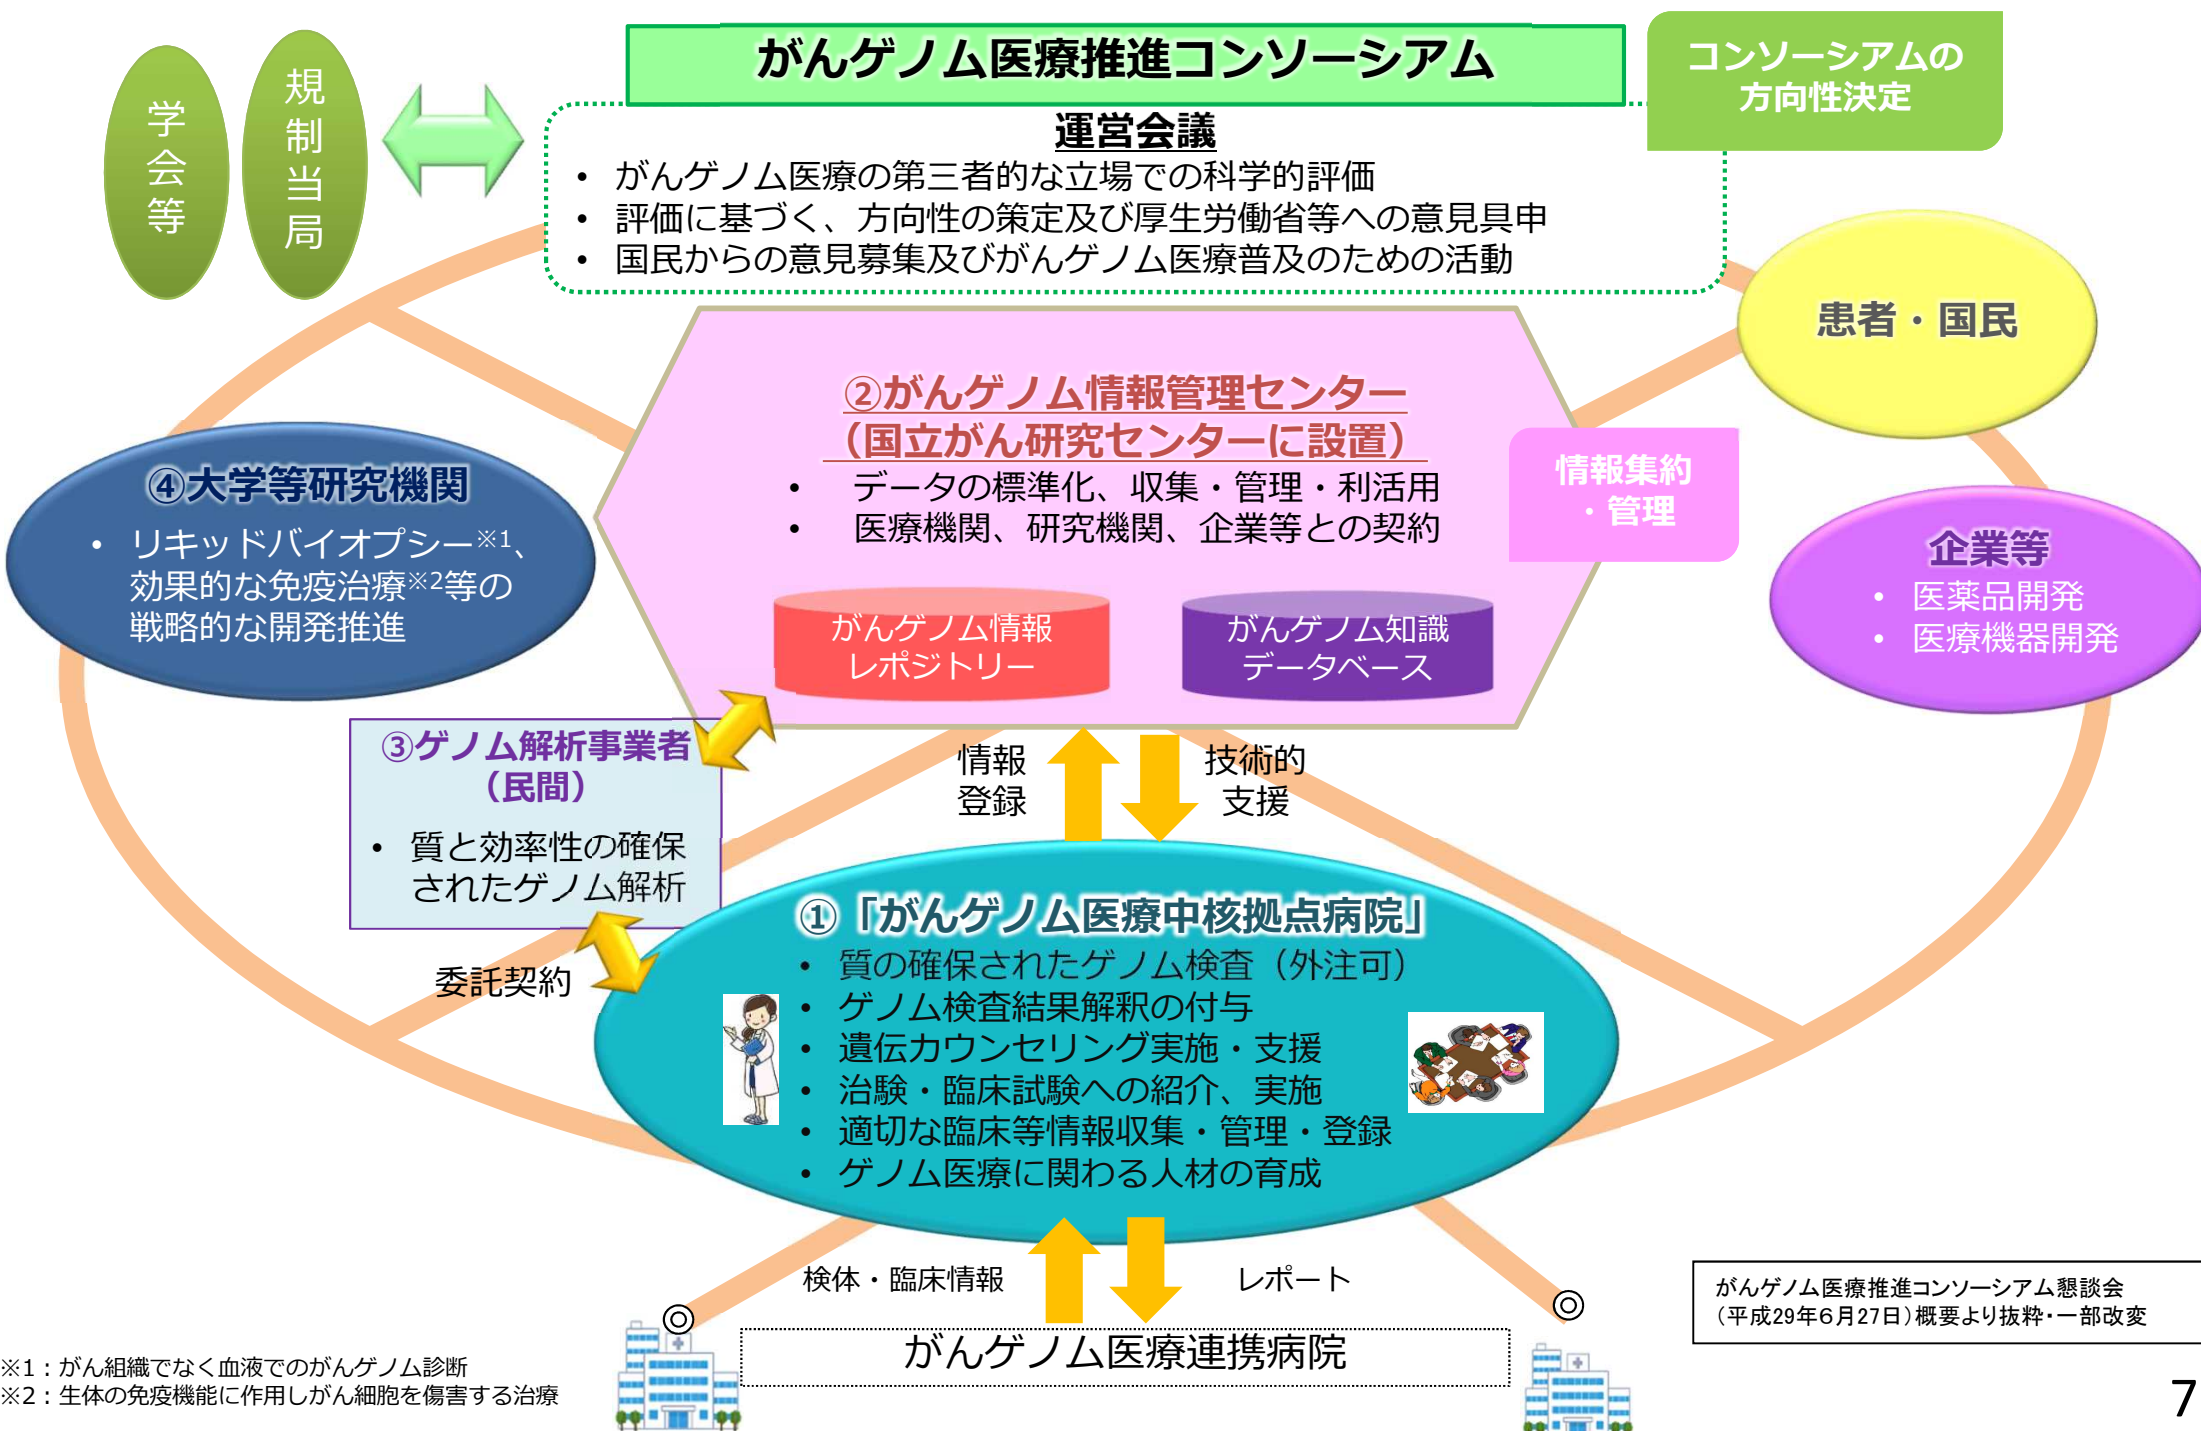 がんゲノム医療推進コンソーシアム
コンソーシアムの
方向性決定
学会等
規制当局
運営会議
• がんゲノム医療の第三者的な立場での科学的評価
• 評価に基づく、方向性の策定及び厚生労働省等への意見具申
• 国民からの意見募集及びがんゲノム医療普及のための活動
患者・国民
②がんゲノム情報管理センター
（国立がん研究センターに設置）
• データの標準化、収集・管理・利活用
• 医療機関、研究機関、企業等との契約
情報集約
・管理
がんゲノム情報
レポジトリー
がんゲノム知識
データベース
④大学等研究機関
• リキッドバイオプシー※1、
効果的な免疫治療※2等の
戦略的な開発推進
企業等
• 医薬品開発
• 医療機器開発
③ゲノム解析事業者
（民間）
• 質と効率性の確保
されたゲノム解析
情報
登録
技術的
支援
委託契約
①「がんゲノム医療中核拠点病院」
• 質の確保されたゲノム検査（外注可）
• ゲノム検査結果解釈の付与
• 遺伝カウンセリング実施・支援
• 治験・臨床試験への紹介、実施
• 適切な臨床等情報収集・管理・登録
• ゲノム医療に関わる人材の育成
検体・臨床情報
レポート
がんゲノム医療連携病院
がんゲノム医療推進コンソーシアム懇談会
（平成29年６月27日）概要より抜粋・一部改変
※1：がん組織でなく血液でのがんゲノム診断
※2：生体の免疫機能に作用しがん細胞を傷害する治療
7